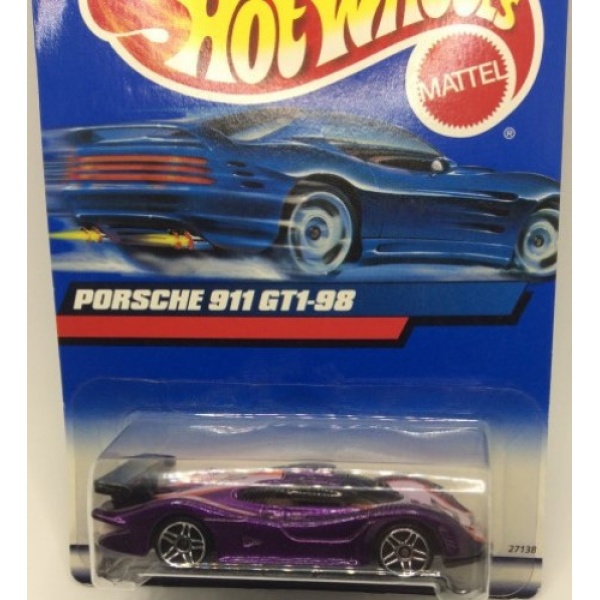 HOT WHEELS
MATTEL
®
PORSCHE 911 GT1-98
27138